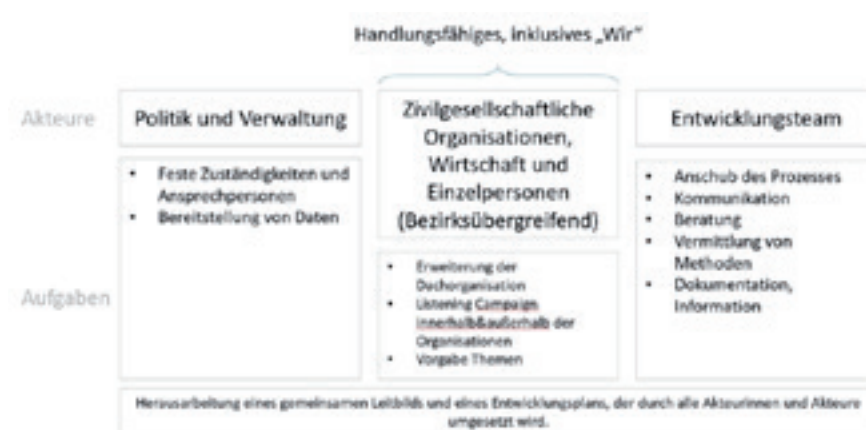 Handlungsfähiges, inklusives „Wir“
Akteure
Politik und Verwaltung
Zivilgesellschaftliche
Organisationen,
Wirtschaft und
Einzelpersonen
(Bezirksübergreifend)
Entwicklungsteam
Aufgaben
• Feste Zuständigkeiten und
Ansprechpersonen
• Bereitstellung von Daten
• Erweiterung der
Dachorganisation
• Listening Campaign
innerhalb&außerhalb der
Organisationen
• Vorgabe Themen
• Anschub des Prozesses
• Kommunikation
• Beratung
• Vermittlung von
Methoden
• Dokumentation,
Information
Herausarbeitung eines gemeinsamen Leitbilds und eines Entwicklungsplans, der durch alle Akteurinnen und Akteure
umgesetzt wird.